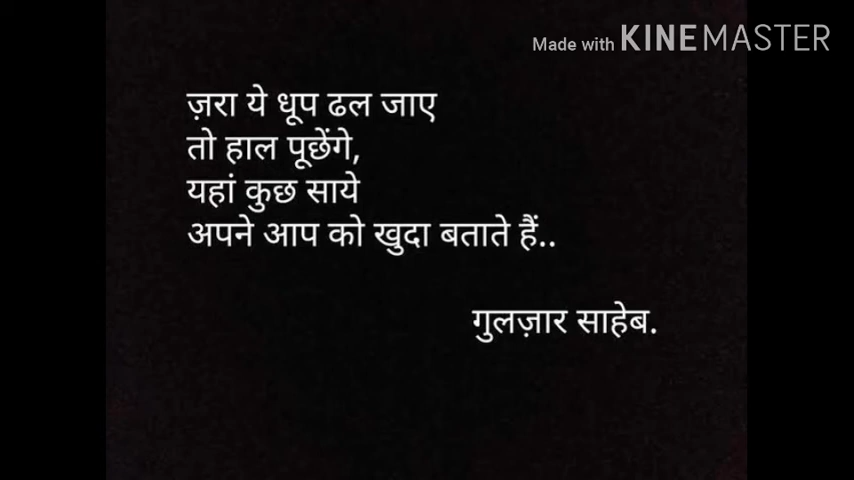 Made with KINEMASTER
ज़रा ये धूप ढल जाए
तो हाल पूछेंगे,
यहां कुछ साये
अपने आप को खुदा बताते हैं..
गुलज़ार साहेब.